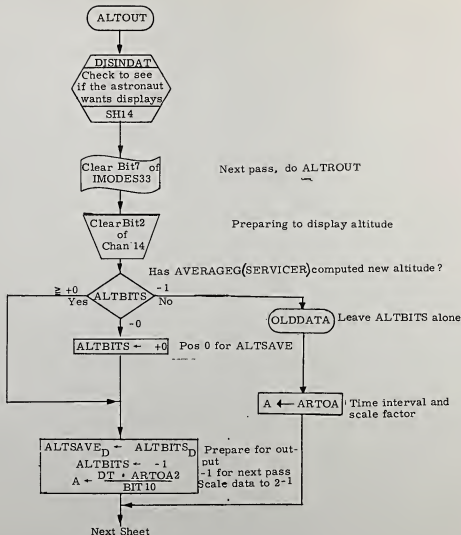 ALTOUT
DISINDAT
Check to see
if the astronaut
wants displays
SH14
Clear Bit7 of
IMODES33
Next pass, do ALTROUT
Clear Bit2
of
Chan 14
Preparing to display altitude
Has AVERAGEG(SERVICER)computed new altitude?
≧ +0
Yes
ALTBITS
-1
No
-0
OLDDATA
Leave ALTBITS alone
ALTBITS ← +0
Pos 0 for ALTSAVE
A ← ARTOA
Time interval and
scale factor
ALTSAVE_D ← ALTBITS_D
ALTBITS ← -1
A ← DT * ARTOA2
BIT10
Prepare for out-
put
-1 for next pass
Scale data to 2-1
Next Sheet